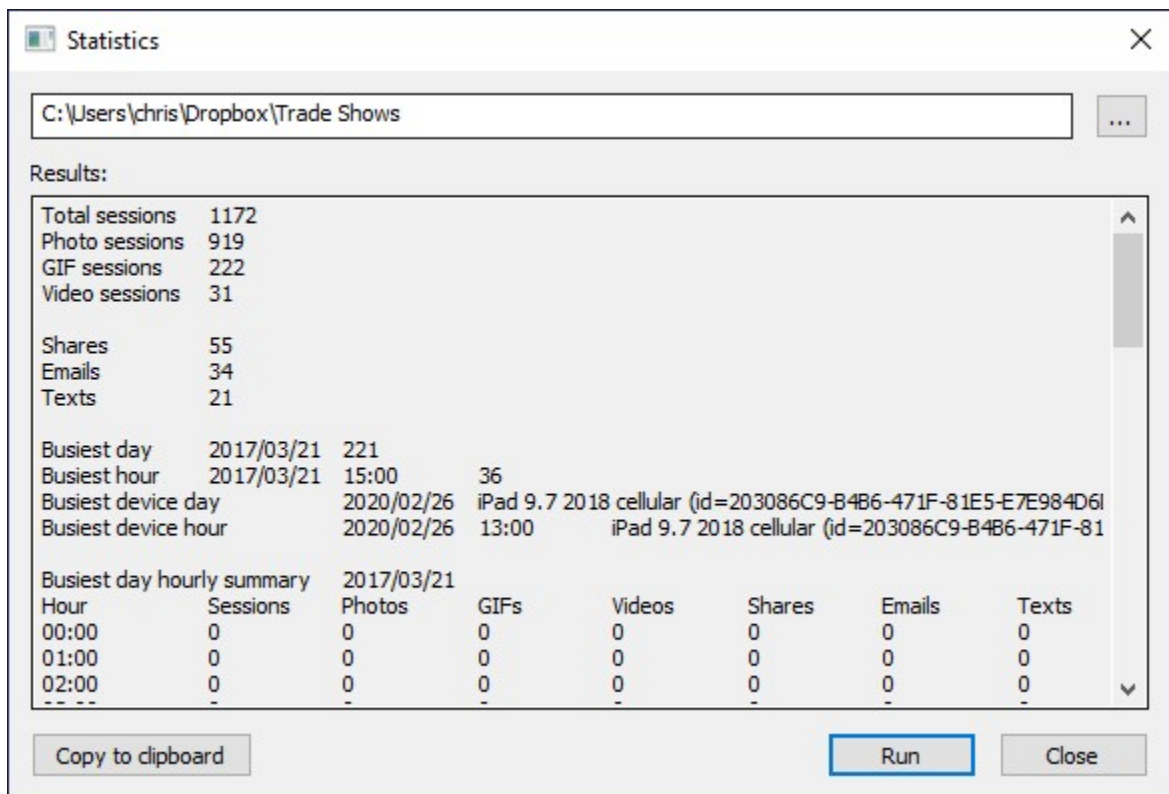 Statistics
C:\Users\chris\Dropbox\Trade Shows
...
Results:
Total sessions 1172
Photo sessions 919
GIF sessions 222
Video sessions 31
Shares 55
Emails 34
Texts 21
Busiest day 2017/03/21 221
Busiest hour 2017/03/21 15:00 36
Busiest device day 2020/02/26 iPad 9.7 2018 cellular (id=203086C9-B4B6-471F-81E5-E7E984D6
Busiest device hour 2020/02/26 13:00 iPad 9.7 2018 cellular (id=203086C9-B4B6-471F-81
Busiest day hourly summary 2017/03/21
Hour Sessions Photos GIFs Videos Shares Emails Texts
00:00 0 0 0 0 0 0 0
01:00 0 0 0 0 0 0 0
02:00 0 0 0 0 0 0 0
Copy to clipboard Run Close